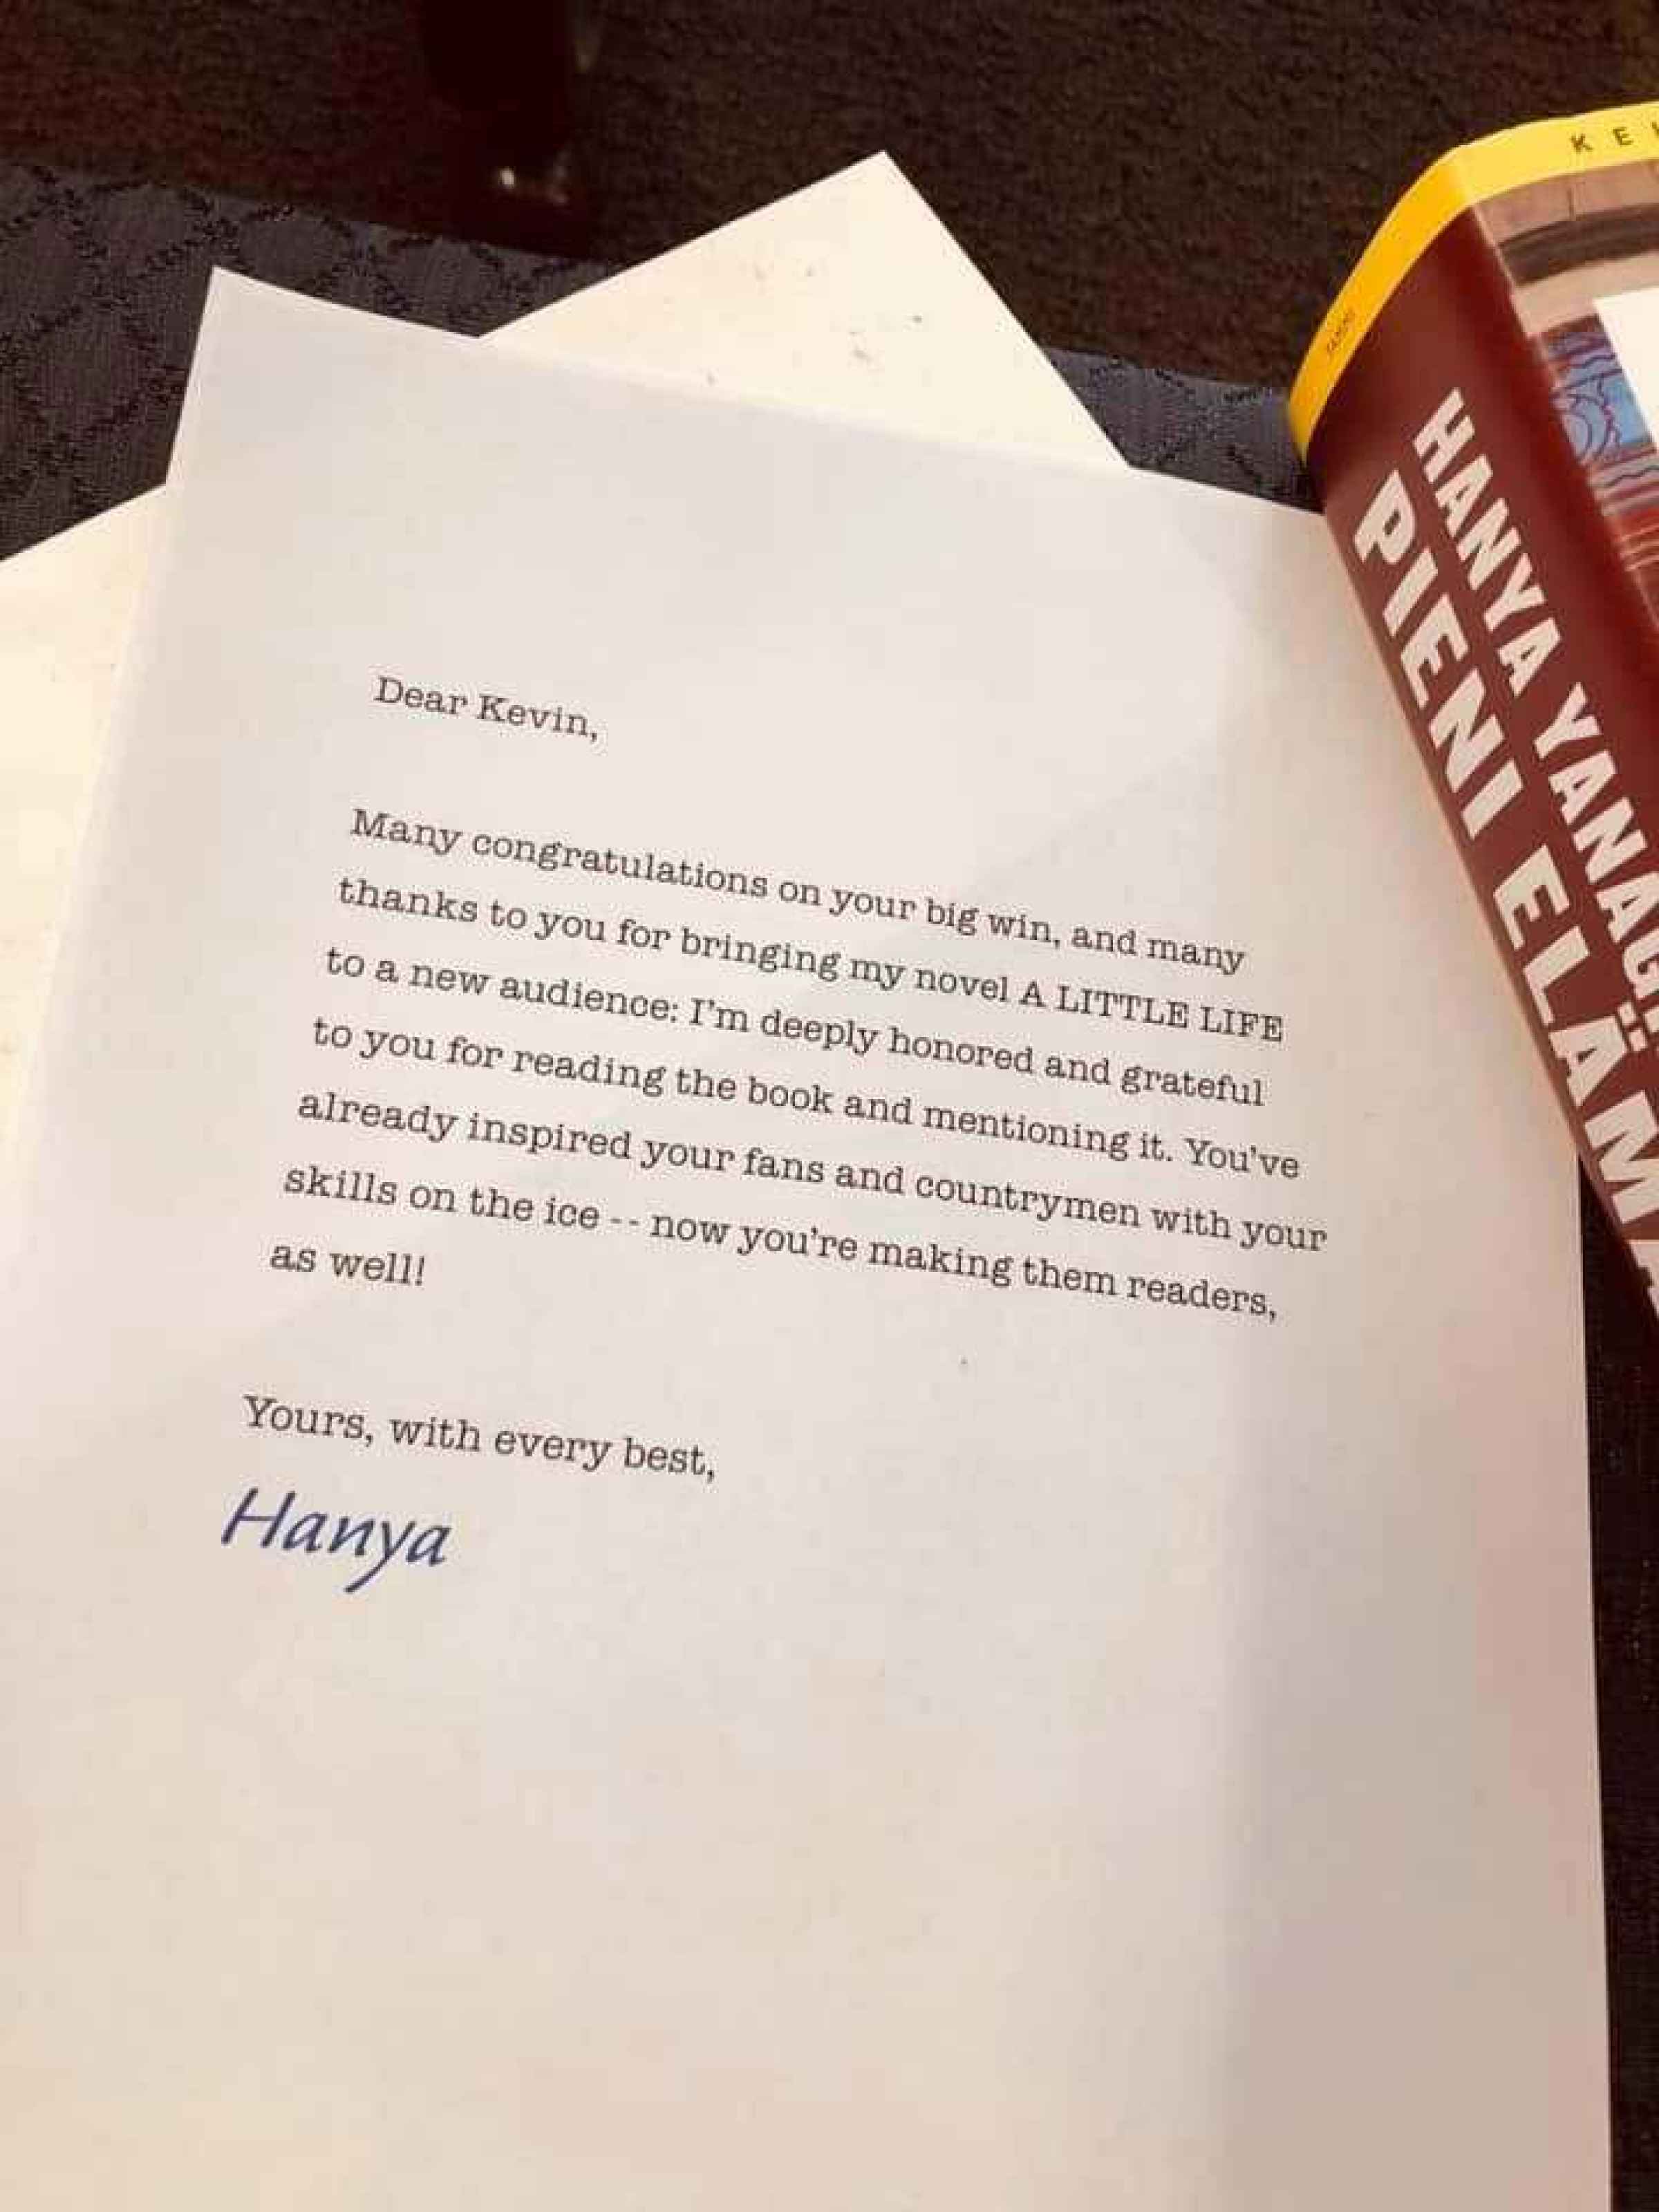 Dear Kevin,
Many congratulations on your big win, and many
thanks to you for bringing my novel A LITTLE LIFE
to a new audience: I'm deeply honored and grateful
to you for reading the book and mentioning it. You've
already inspired your fans and countrymen with your
skills on the ice -- now you're making them readers,
as well!
Yours, with every best,
Hanya
KE
TAMMI
HANYA YANAG
PIENI ELÄM